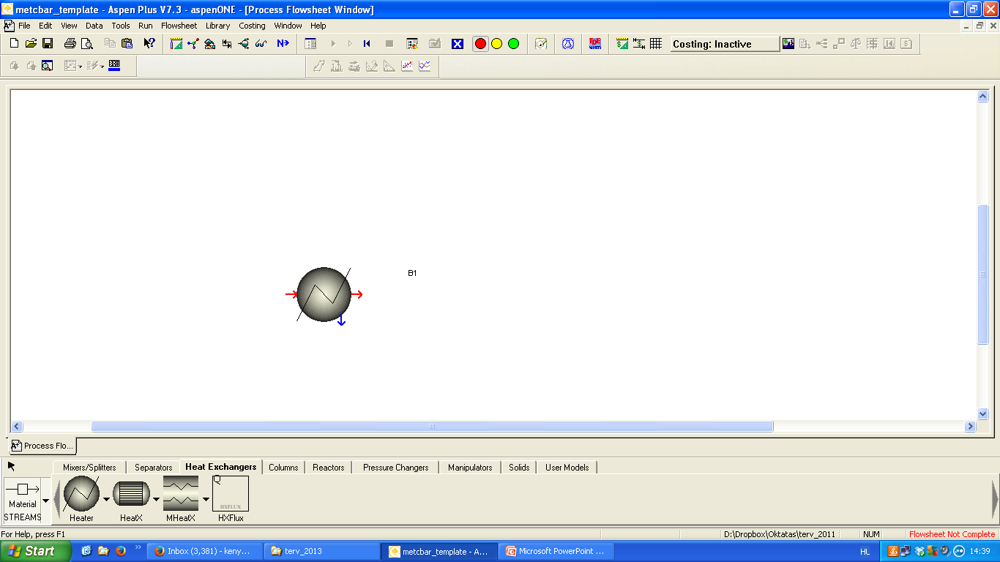 metcbar_template - Aspen Plus V7.3 - aspenONE - [Process Flowsheet Window]
File Edit View Data Tools Run Flowsheet Library Costing Window Help
N»
Costing: Inactive
B1
Process Flo...
Mixers/Splitters Separators Heat Exchangers Columns Reactors Pressure Changers Manipulators Solids User Models
Q
HXFLUX
Material
STREAMS
Heater HeatX MHeatX HXFlux
For Help, press F1 D:\Dropbox\Oktatas\terv_2011 NUM Flowsheet Not Complete
Start Inbox (3,381) - keny... terv_2013 metcbar_template - A... Microsoft PowerPoint ... HL 14:39